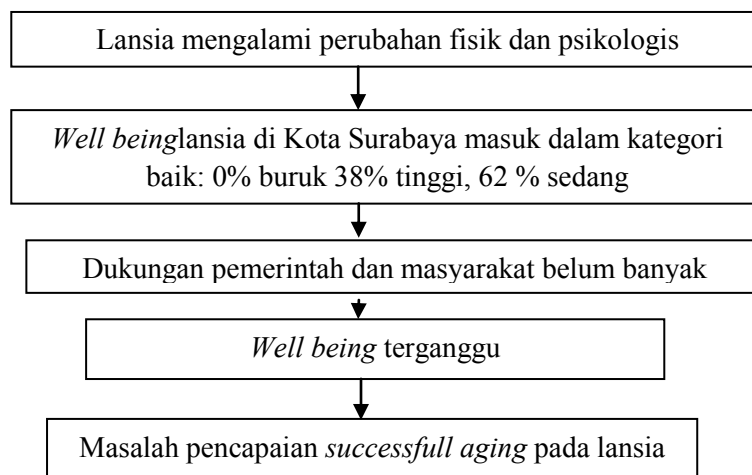 Lansia mengalami perubahan fisik dan psikologis
Well beinglansia di Kota Surabaya masuk dalam kategori
baik: 0% buruk 38% tinggi, 62 % sedang
Dukungan pemerintah dan masyarakat belum banyak
Well being terganggu
Masalah pencapaian successfull aging pada lansia